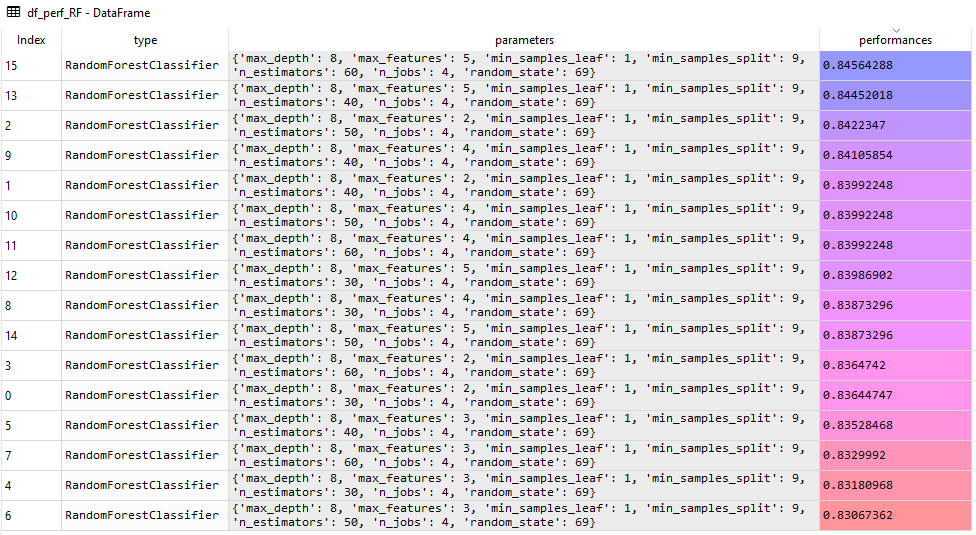 df_perf_RF - DataFrame
Index type parameters performances
15 RandomForestClassifier {'max_depth': 8, 'max_features': 5, 'min_samples_leaf': 1, 'min_samples_split': 9, 0.84564288
'n_estimators': 60, 'n_jobs': 4, 'random_state': 69}
13 RandomForestClassifier {'max_depth': 8, 'max_features': 5, 'min_samples_leaf': 1, 'min_samples_split': 9, 0.84452018
'n_estimators': 40, 'n_jobs': 4, 'random_state': 69}
2 RandomForestClassifier {'max_depth': 8, 'max_features': 2, 'min_samples_leaf': 1, 'min_samples_split': 9, 0.8422347
'n_estimators': 50, 'n_jobs': 4, 'random_state': 69}
9 RandomForestClassifier {'max_depth': 8, 'max_features': 4, 'min_samples_leaf': 1, 'min_samples_split': 9, 0.84105854
'n_estimators': 40, 'n_jobs': 4, 'random_state': 69}
1 RandomForestClassifier {'max_depth': 8, 'max_features': 2, 'min_samples_leaf': 1, 'min_samples_split': 9, 0.83992248
'n_estimators': 40, 'n_jobs': 4, 'random_state': 69}
10 RandomForestClassifier {'max_depth': 8, 'max_features': 4, 'min_samples_leaf': 1, 'min_samples_split': 9, 0.83992248
'n_estimators': 50, 'n_jobs': 4, 'random_state': 69}
11 RandomForestClassifier {'max_depth': 8, 'max_features': 4, 'min_samples_leaf': 1, 'min_samples_split': 9, 0.83992248
'n_estimators': 60, 'n_jobs': 4, 'random_state': 69}
12 RandomForestClassifier {'max_depth': 8, 'max_features': 5, 'min_samples_leaf': 1, 'min_samples_split': 9, 0.83986902
'n_estimators': 30, 'n_jobs': 4, 'random_state': 69}
8 RandomForestClassifier {'max_depth': 8, 'max_features': 4, 'min_samples_leaf': 1, 'min_samples_split': 9, 0.83873296
'n_estimators': 30, 'n_jobs': 4, 'random_state': 69}
14 RandomForestClassifier {'max_depth': 8, 'max_features': 5, 'min_samples_leaf': 1, 'min_samples_split': 9, 0.83873296
'n_estimators': 50, 'n_jobs': 4, 'random_state': 69}
3 RandomForestClassifier {'max_depth': 8, 'max_features': 2, 'min_samples_leaf': 1, 'min_samples_split': 9, 0.8364742
'n_estimators': 60, 'n_jobs': 4, 'random_state': 69}
0 RandomForestClassifier {'max_depth': 8, 'max_features': 2, 'min_samples_leaf': 1, 'min_samples_split': 9, 0.83644747
'n_estimators': 30, 'n_jobs': 4, 'random_state': 69}
5 RandomForestClassifier {'max_depth': 8, 'max_features': 3, 'min_samples_leaf': 1, 'min_samples_split': 9, 0.83528468
'n_estimators': 40, 'n_jobs': 4, 'random_state': 69}
7 RandomForestClassifier {'max_depth': 8, 'max_features': 3, 'min_samples_leaf': 1, 'min_samples_split': 9, 0.8329992
'n_estimators': 60, 'n_jobs': 4, 'random_state': 69}
4 RandomForestClassifier {'max_depth': 8, 'max_features': 3, 'min_samples_leaf': 1, 'min_samples_split': 9, 0.83180968
'n_estimators': 30, 'n_jobs': 4, 'random_state': 69}
6 RandomForestClassifier {'max_depth': 8, 'max_features': 3, 'min_samples_leaf': 1, 'min_samples_split': 9, 0.83067362
'n_estimators': 50, 'n_jobs': 4, 'random_state': 69}